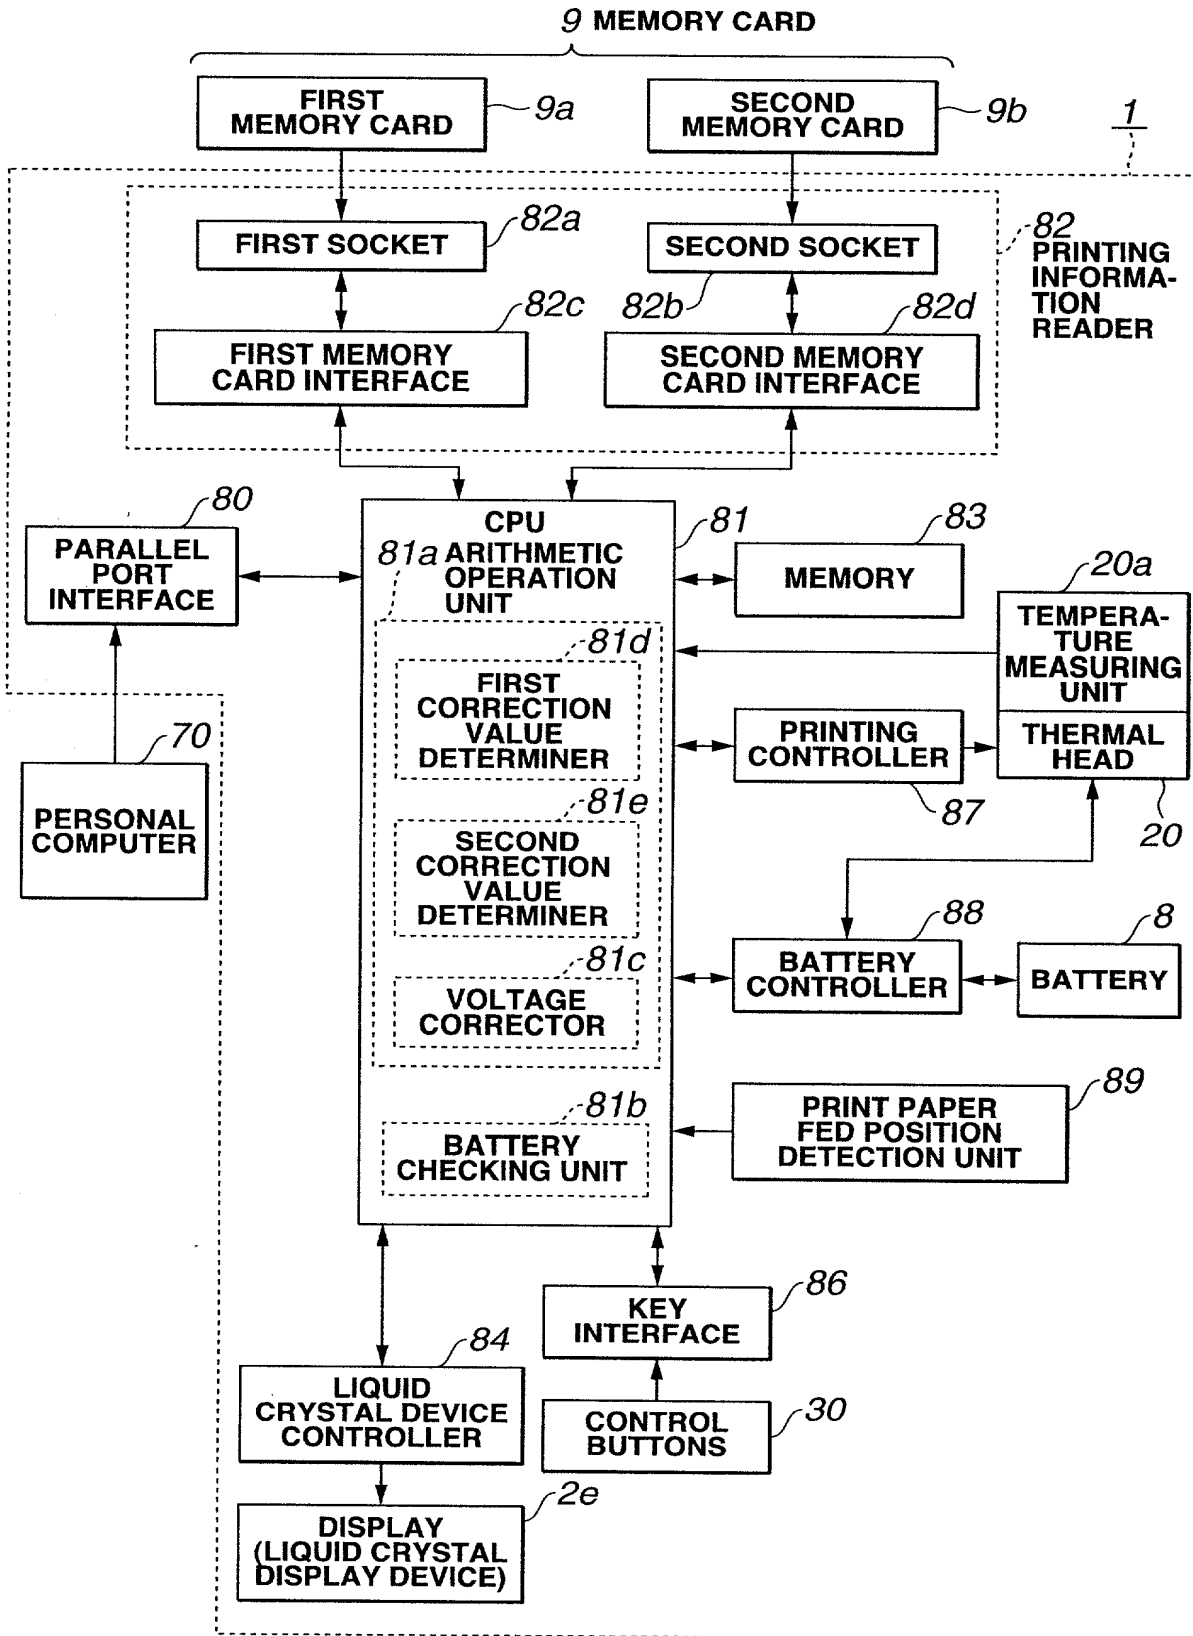 9 MEMORY CARD
FIRST
MEMORY CARD
9a
SECOND
MEMORY CARD
9b
1
FIRST SOCKET
82a
SECOND SOCKET
82b
82
PRINTING
INFORMA-
TION
READER
82c
FIRST MEMORY
CARD INTERFACE
82d
SECOND MEMORY
CARD INTERFACE
80
PARALLEL
PORT
INTERFACE
CPU
81
81a
ARITHMETIC
OPERATION
UNIT
83
MEMORY
20a
TEMPERA-
TURE
MEASURING
UNIT
81d
FIRST
CORRECTION
VALUE
DETERMINER
PRINTING
CONTROLLER
87
THERMAL
HEAD
20
70
PERSONAL
COMPUTER
81e
SECOND
CORRECTION
VALUE
DETERMINER
88
BATTERY
CONTROLLER
8
BATTERY
81c
VOLTAGE
CORRECTOR
89
PRINT PAPER
FED POSITION
DETECTION UNIT
81b
BATTERY
CHECKING UNIT
86
KEY
INTERFACE
84
LIQUID
CRYSTAL DEVICE
CONTROLLER
30
CONTROL
BUTTONS
2e
DISPLAY
(LIQUID CRYSTAL
DISPLAY DEVICE)